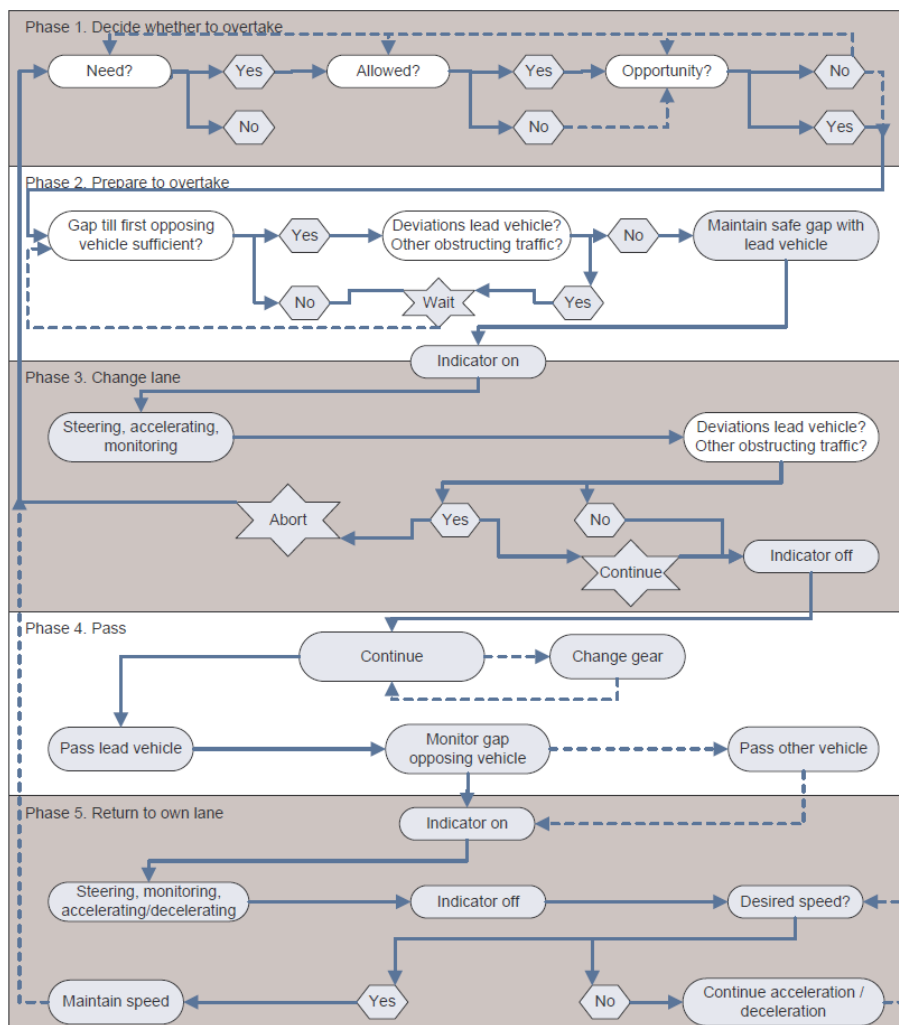 Phase 1. Decide whether to overtake
Need?
Yes
Allowed?
Yes
Opportunity?
No
No
No
Yes
Phase 2. Prepare to overtake
Gap till first opposing
vehicle sufficient?
Yes
Deviations lead vehicle?
Other obstructing traffic?
No
Maintain safe gap with
lead vehicle
No
Wait
Yes
Indicator on
Phase 3. Change lane
Steering, accelerating,
monitoring
Deviations lead vehicle?
Other obstructing traffic?
Abort
Yes
No
Continue
Indicator off
Phase 4. Pass
Continue
Change gear
Pass lead vehicle
Monitor gap
opposing vehicle
Pass other vehicle
Phase 5. Return to own lane
Indicator on
Steering, monitoring,
accelerating/decelerating
Indicator off
Desired speed?
Maintain speed
Yes
No
Continue acceleration /
deceleration